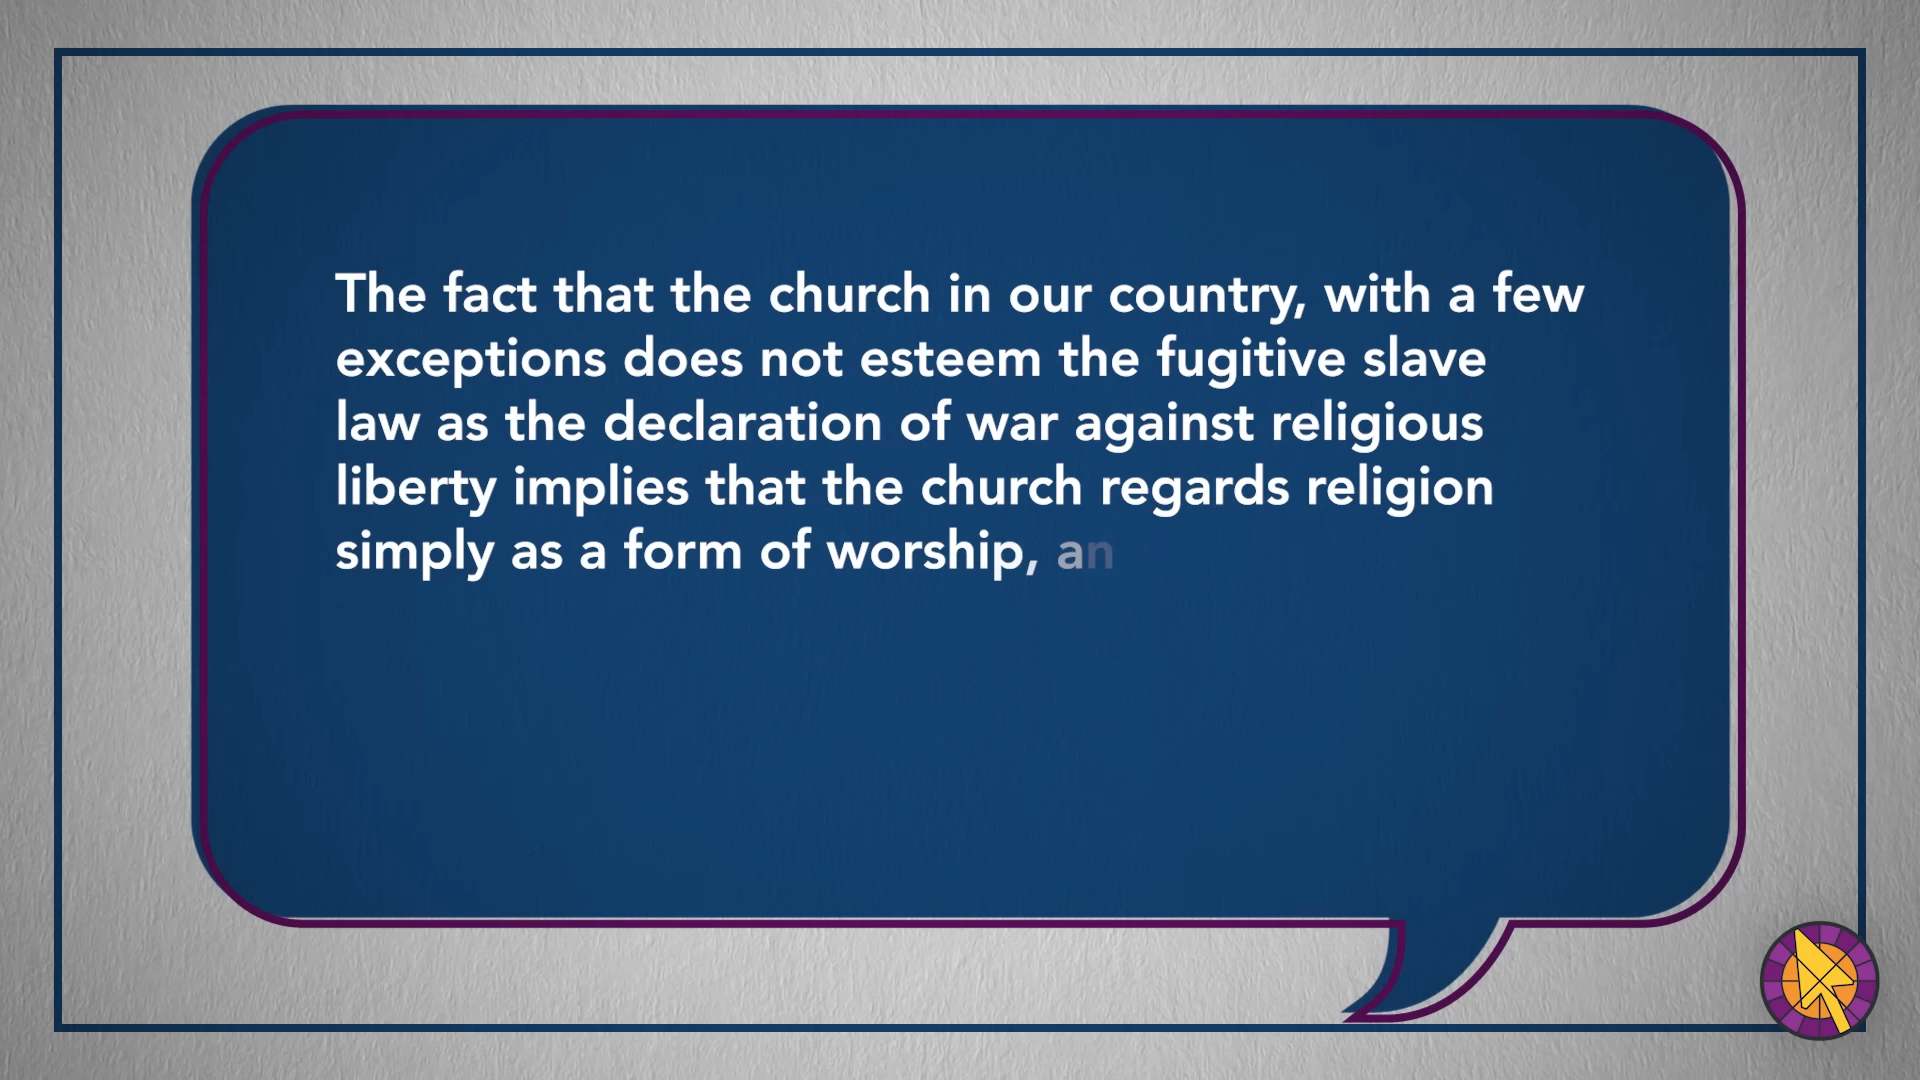 The fact that the church in our country, with a few
exceptions does not esteem the fugitive slave
law as the declaration of war against religious
liberty implies that the church regards religion
simply as a form of worship, an